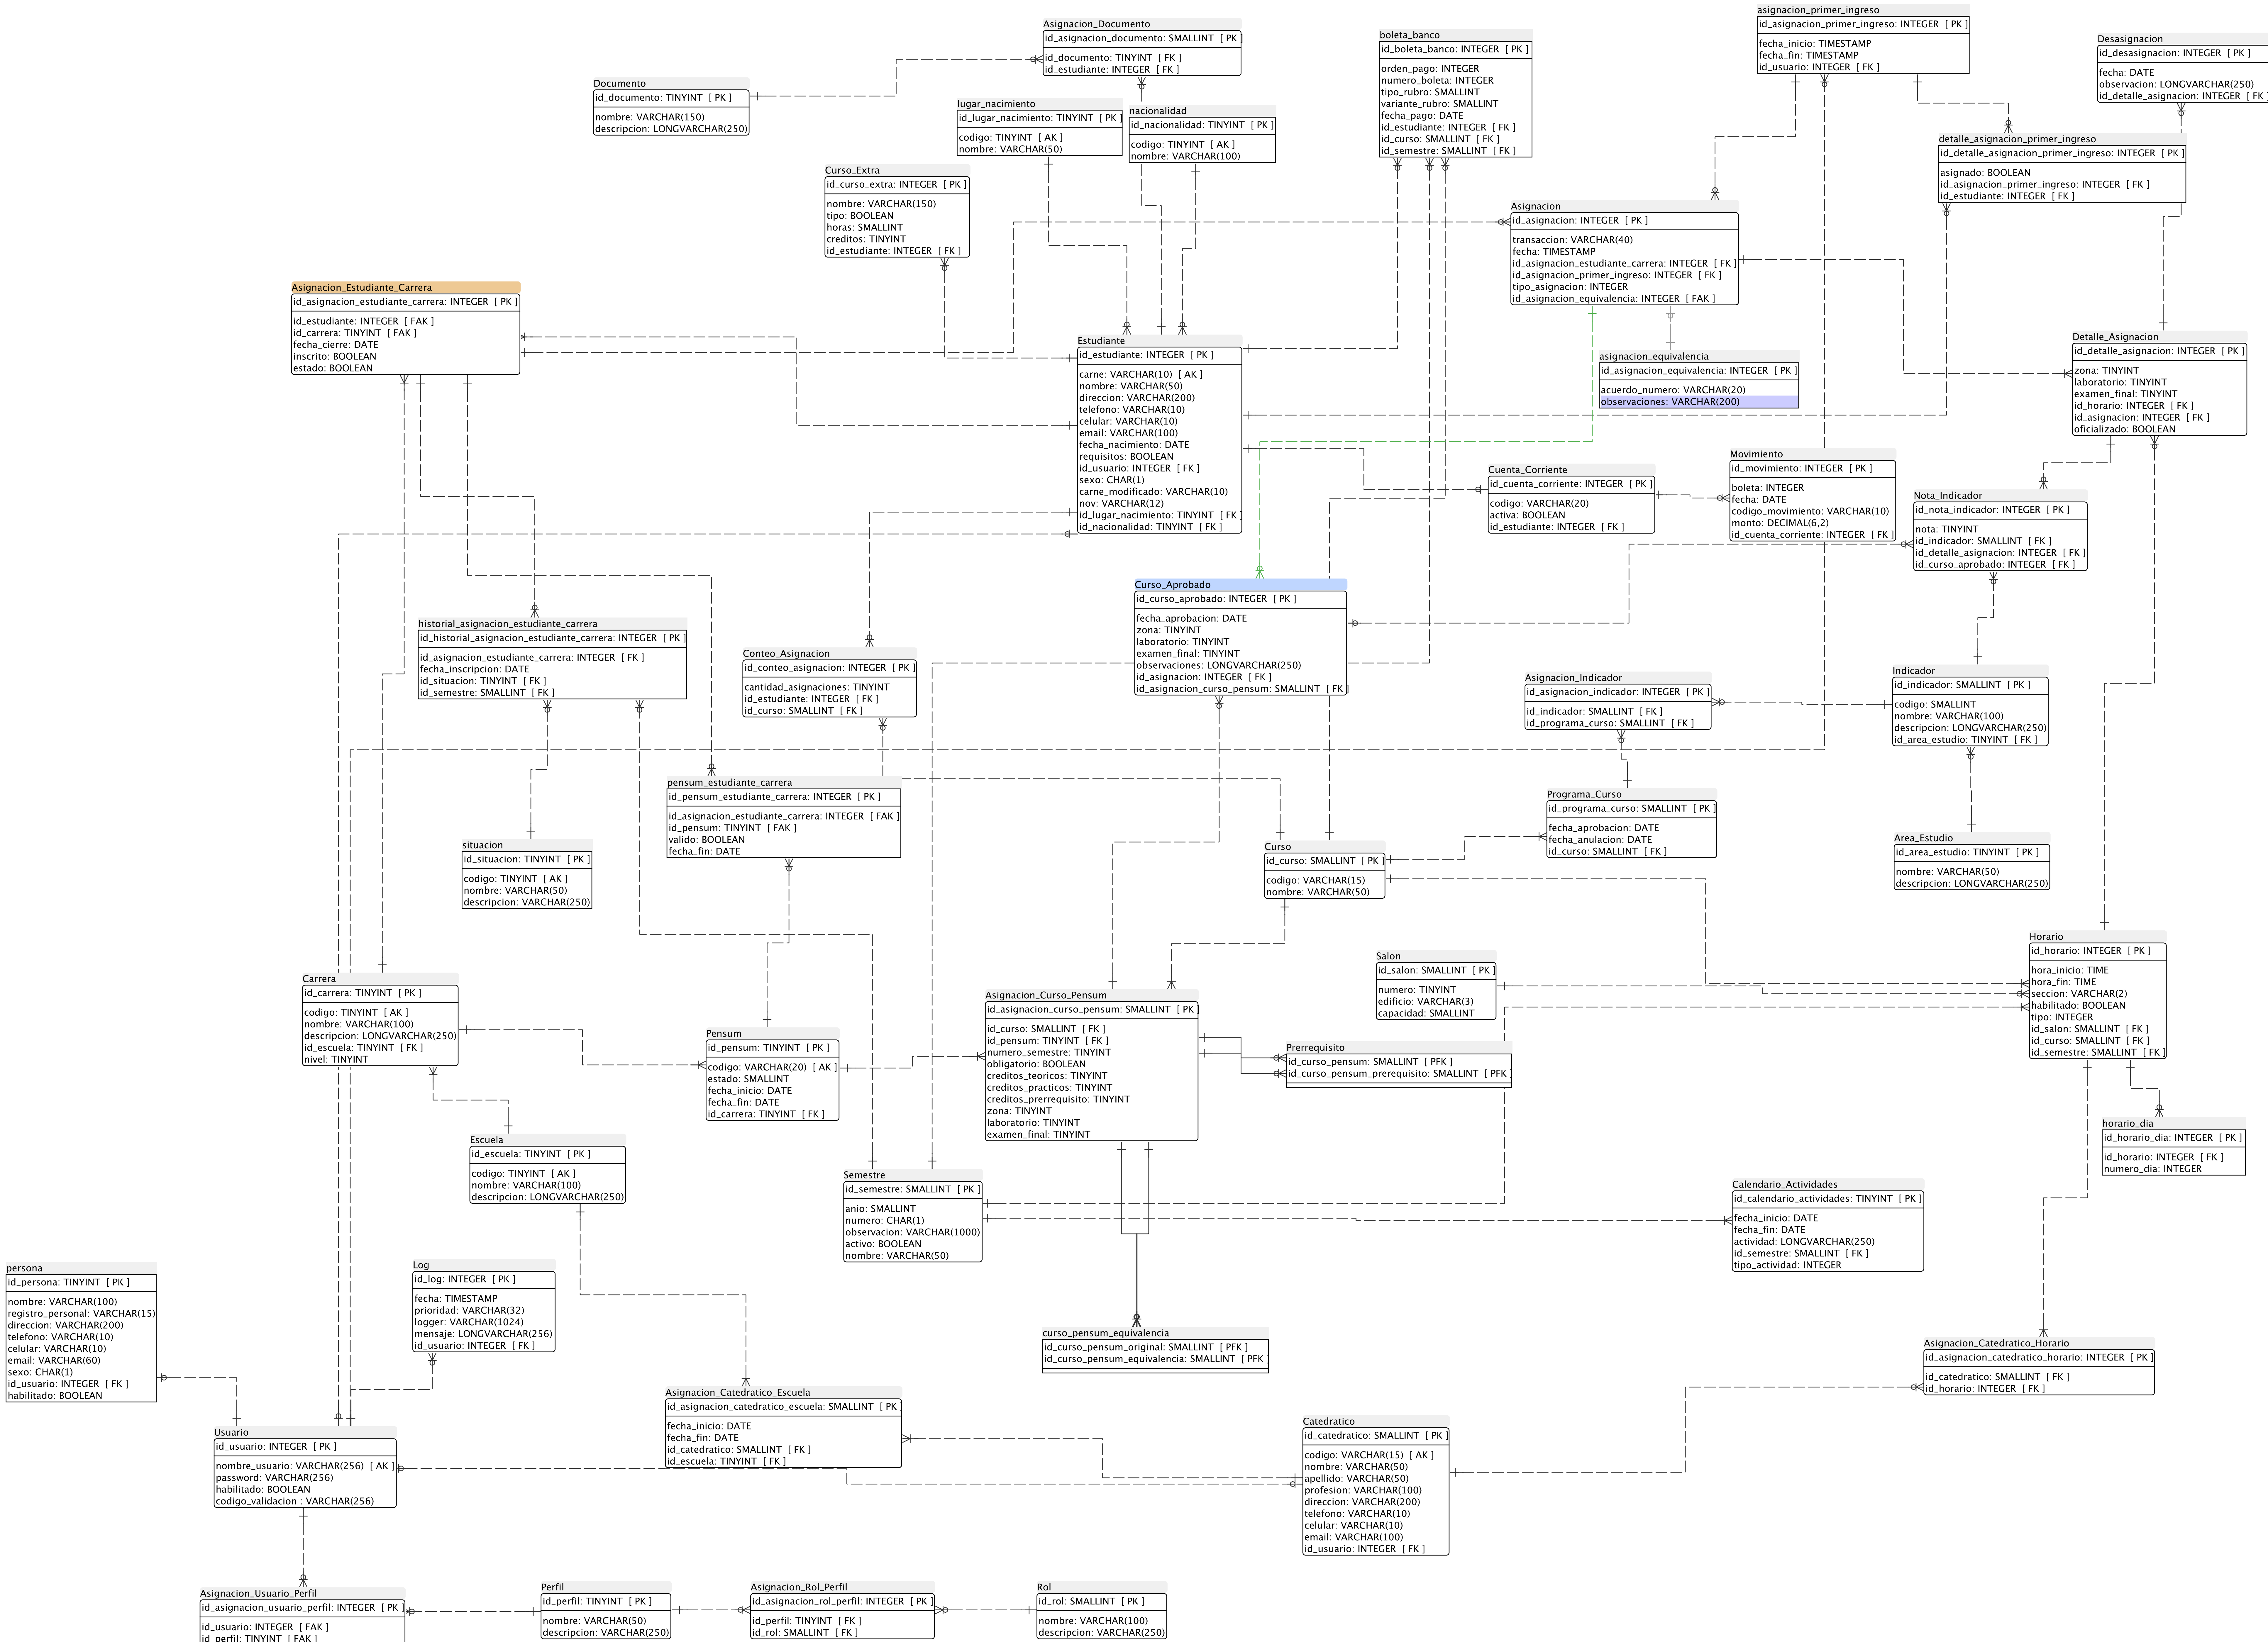 asignacion_primer_ingreso
id_asignacion_primer_ingreso: INTEGER [ PK ]
fecha_inicio: TIMESTAMP
fecha_fin: TIMESTAMP
id_usuario: INTEGER [ FK ]
Asignacion_Documento
id_asignacion_documento: SMALLINT [ PK ]
id_documento: TINYINT [ FK ]
id_estudiante: INTEGER [ FK ]
boleta_banco
id_boleta_banco: INTEGER [ PK ]
orden_pago: INTEGER
numero_boleta: INTEGER
tipo_rubro: SMALLINT
variante_rubro: SMALLINT
fecha_pago: DATE
id_estudiante: INTEGER [ FK ]
id_curso: SMALLINT [ FK ]
id_semestre: SMALLINT [ FK ]
Desasignacion
id_desasignacion: INTEGER [ PK ]
fecha: DATE
observacion: LONGVARCHAR(250)
id_detalle_asignacion: INTEGER [ FK ]
Documento
id_documento: TINYINT [ PK ]
nombre: VARCHAR(150)
descripcion: LONGVARCHAR(250)
lugar_nacimiento
id_lugar_nacimiento: TINYINT [ PK ]
codigo: TINYINT [ AK ]
nombre: VARCHAR(50)
nacionalidad
id_nacionalidad: TINYINT [ PK ]
codigo: TINYINT [ AK ]
nombre: VARCHAR(100)
detalle_asignacion_primer_ingreso
id_detalle_asignacion_primer_ingreso: INTEGER [ PK ]
asignado: BOOLEAN
id_asignacion_primer_ingreso: INTEGER [ FK ]
id_estudiante: INTEGER [ FK ]
Curso_Extra
id_curso_extra: INTEGER [ PK ]
nombre: VARCHAR(150)
tipo: BOOLEAN
horas: SMALLINT
creditos: TINYINT
id_estudiante: INTEGER [ FK ]
Asignacion
id_asignacion: INTEGER [ PK ]
transaccion: VARCHAR(40)
fecha: TIMESTAMP
id_asignacion_estudiante_carrera: INTEGER [ FK ]
id_asignacion_primer_ingreso: INTEGER [ FK ]
tipo_asignacion: INTEGER
id_asignacion_equivalencia: INTEGER [ FAK ]
Asignacion_Estudiante_Carrera
id_asignacion_estudiante_carrera: INTEGER [ PK ]
id_estudiante: INTEGER [ FAK ]
id_carrera: TINYINT [ FAK ]
fecha_cierre: DATE
inscrito: BOOLEAN
estado: BOOLEAN
Estudiante
id_estudiante: INTEGER [ PK ]
carne: VARCHAR(10) [ AK ]
nombre: VARCHAR(50)
direccion: VARCHAR(200)
telefono: VARCHAR(10)
celular: VARCHAR(10)
email: VARCHAR(100)
fecha_nacimiento: DATE
requisitos: BOOLEAN
id_usuario: INTEGER [ FK ]
sexo: CHAR(1)
carne_modificado: VARCHAR(10)
nov: VARCHAR(12)
id_lugar_nacimiento: TINYINT [ FK ]
id_nacionalidad: TINYINT [ FK ]
asignacion_equivalencia
id_asignacion_equivalencia: INTEGER [ PK ]
acuerdo_numero: VARCHAR(20)
observaciones: VARCHAR(200)
Detalle_Asignacion
id_detalle_asignacion: INTEGER [ PK ]
zona: TINYINT
laboratorio: TINYINT
examen_final: TINYINT
id_horario: INTEGER [ FK ]
id_asignacion: INTEGER [ FK ]
oficializado: BOOLEAN
Cuenta_Corriente
id_cuenta_corriente: INTEGER [ PK ]
codigo: VARCHAR(20)
activa: BOOLEAN
id_estudiante: INTEGER [ FK ]
Movimiento
id_movimiento: INTEGER [ PK ]
boleta: INTEGER
fecha: DATE
codigo_movimiento: VARCHAR(10)
monto: DECIMAL(6,2)
id_cuenta_corriente: INTEGER [ FK ]
Nota_Indicador
id_nota_indicador: INTEGER [ PK ]
nota: TINYINT
id_indicador: SMALLINT [ FK ]
id_detalle_asignacion: INTEGER [ FK ]
id_curso_aprobado: INTEGER [ FK ]
Curso_Aprobado
id_curso_aprobado: INTEGER [ PK ]
fecha_aprobacion: DATE
zona: TINYINT
laboratorio: TINYINT
examen_final: TINYINT
observaciones: LONGVARCHAR(250)
id_asignacion: INTEGER [ FK ]
id_asignacion_curso_pensum: SMALLINT [ FK ]
historial_asignacion_estudiante_carrera
id_historial_asignacion_estudiante_carrera: INTEGER [ PK ]
id_asignacion_estudiante_carrera: INTEGER [ FK ]
fecha_inscripcion: DATE
id_situacion: TINYINT [ FK ]
id_semestre: SMALLINT [ FK ]
Conteo_Asignacion
id_conteo_asignacion: INTEGER [ PK ]
cantidad_asignaciones: TINYINT
id_estudiante: INTEGER [ FK ]
id_curso: SMALLINT [ FK ]
Asignacion_Indicador
id_asignacion_indicador: INTEGER [ PK ]
id_indicador: SMALLINT [ FK ]
id_programa_curso: SMALLINT [ FK ]
Indicador
id_indicador: SMALLINT [ PK ]
codigo: SMALLINT
nombre: VARCHAR(100)
descripcion: LONGVARCHAR(250)
id_area_estudio: TINYINT [ FK ]
pensum_estudiante_carrera
id_pensum_estudiante_carrera: INTEGER [ PK ]
id_asignacion_estudiante_carrera: INTEGER [ FAK ]
id_pensum: TINYINT [ FAK ]
valido: BOOLEAN
fecha_fin: DATE
Programa_Curso
id_programa_curso: SMALLINT [ PK ]
fecha_aprobacion: DATE
fecha_anulacion: DATE
id_curso: SMALLINT [ FK ]
situacion
id_situacion: TINYINT [ PK ]
codigo: TINYINT [ AK ]
nombre: VARCHAR(50)
descripcion: VARCHAR(250)
Curso
id_curso: SMALLINT [ PK ]
codigo: VARCHAR(15)
nombre: VARCHAR(50)
Area_Estudio
id_area_estudio: TINYINT [ PK ]
nombre: VARCHAR(50)
descripcion: LONGVARCHAR(250)
Horario
id_horario: INTEGER [ PK ]
hora_inicio: TIME
hora_fin: TIME
seccion: VARCHAR(2)
habilitado: BOOLEAN
tipo: INTEGER
id_salon: SMALLINT [ FK ]
id_curso: SMALLINT [ FK ]
id_semestre: SMALLINT [ FK ]
Salon
id_salon: SMALLINT [ PK ]
numero: TINYINT
edificio: VARCHAR(3)
capacidad: SMALLINT
Carrera
id_carrera: TINYINT [ PK ]
codigo: TINYINT [ AK ]
nombre: VARCHAR(100)
descripcion: LONGVARCHAR(250)
id_escuela: TINYINT [ FK ]
nivel: TINYINT
Asignacion_Curso_Pensum
id_asignacion_curso_pensum: SMALLINT [ PK ]
id_curso: SMALLINT [ FK ]
id_pensum: TINYINT [ FK ]
numero_semestre: TINYINT
obligatorio: BOOLEAN
creditos_teoricos: TINYINT
creditos_practicos: TINYINT
creditos_prerrequisito: TINYINT
zona: TINYINT
laboratorio: TINYINT
examen_final: TINYINT
Pensum
id_pensum: TINYINT [ PK ]
codigo: VARCHAR(20) [ AK ]
estado: SMALLINT
fecha_inicio: DATE
fecha_fin: DATE
id_carrera: TINYINT [ FK ]
Prerrequisito
id_curso_pensum: SMALLINT [ PFK ]
id_curso_pensum_prerequisito: SMALLINT [ PFK ]
horario_dia
id_horario_dia: INTEGER [ PK ]
id_horario: INTEGER [ FK ]
numero_dia: INTEGER
Escuela
id_escuela: TINYINT [ PK ]
codigo: TINYINT [ AK ]
nombre: VARCHAR(100)
descripcion: LONGVARCHAR(250)
Semestre
id_semestre: SMALLINT [ PK ]
anio: SMALLINT
numero: CHAR(1)
observacion: VARCHAR(1000)
activo: BOOLEAN
nombre: VARCHAR(50)
Calendario_Actividades
id_calendario_actividades: TINYINT [ PK ]
fecha_inicio: DATE
fecha_fin: DATE
actividad: LONGVARCHAR(250)
id_semestre: SMALLINT [ FK ]
tipo_actividad: INTEGER
persona
id_persona: TINYINT [ PK ]
nombre: VARCHAR(100)
registro_personal: VARCHAR(15)
direccion: VARCHAR(200)
telefono: VARCHAR(10)
celular: VARCHAR(10)
email: VARCHAR(60)
sexo: CHAR(1)
id_usuario: INTEGER [ FK ]
habilitado: BOOLEAN
Log
id_log: INTEGER [ PK ]
fecha: TIMESTAMP
prioridad: VARCHAR(32)
logger: VARCHAR(1024)
mensaje: LONGVARCHAR(256)
id_usuario: INTEGER [ FK ]
curso_pensum_equivalencia
id_curso_pensum_original: SMALLINT [ PFK ]
id_curso_pensum_equivalencia: SMALLINT [ PFK ]
Asignacion_Catedratico_Horario
id_asignacion_catedratico_horario: INTEGER [ PK ]
id_catedratico: SMALLINT [ FK ]
id_horario: INTEGER [ FK ]
Asignacion_Catedratico_Escuela
id_asignacion_catedratico_escuela: SMALLINT [ PK ]
fecha_inicio: DATE
fecha_fin: DATE
id_catedratico: SMALLINT [ FK ]
id_escuela: TINYINT [ FK ]
Catedratico
id_catedratico: SMALLINT [ PK ]
codigo: VARCHAR(15) [ AK ]
nombre: VARCHAR(50)
apellido: VARCHAR(50)
profesion: VARCHAR(100)
direccion: VARCHAR(200)
telefono: VARCHAR(10)
celular: VARCHAR(10)
email: VARCHAR(100)
id_usuario: INTEGER [ FK ]
Usuario
id_usuario: INTEGER [ PK ]
nombre_usuario: VARCHAR(256) [ AK ]
password: VARCHAR(256)
habilitado: BOOLEAN
codigo_validacion : VARCHAR(256)
Asignacion_Usuario_Perfil
id_asignacion_usuario_perfil: INTEGER [ PK ]
id_usuario: INTEGER [ FAK ]
id_perfil: TINYINT [ FAK ]
Perfil
id_perfil: TINYINT [ PK ]
nombre: VARCHAR(50)
descripcion: VARCHAR(250)
Asignacion_Rol_Perfil
id_asignacion_rol_perfil: INTEGER [ PK ]
id_perfil: TINYINT [ FK ]
id_rol: SMALLINT [ FK ]
Rol
id_rol: SMALLINT [ PK ]
nombre: VARCHAR(100)
descripcion: VARCHAR(250)